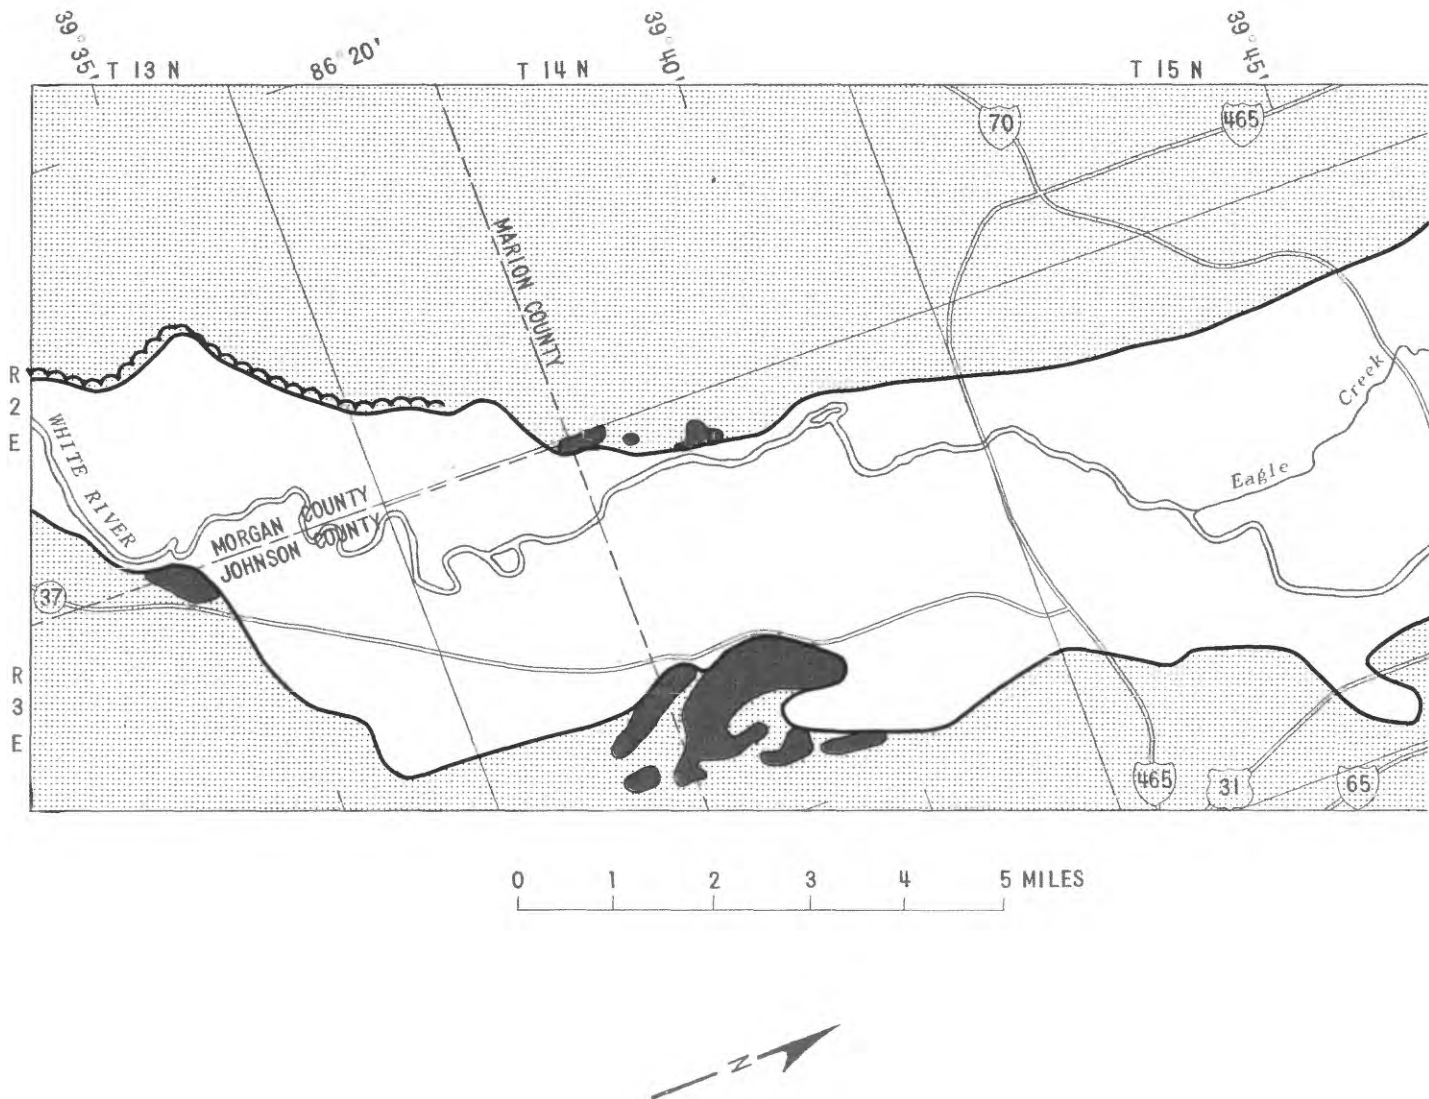 39°35'
T 13 N
86°20'
T 14 N
39°40'
T 15 N
39°45'
70
465
MARION COUNTY
R
2
E
WHITE RIVER
Creek
Eagle
MORGAN COUNTY
JOHNSON COUNTY
37
R
3
E
465
31
65
0 1 2 3 4 5 MILES
N